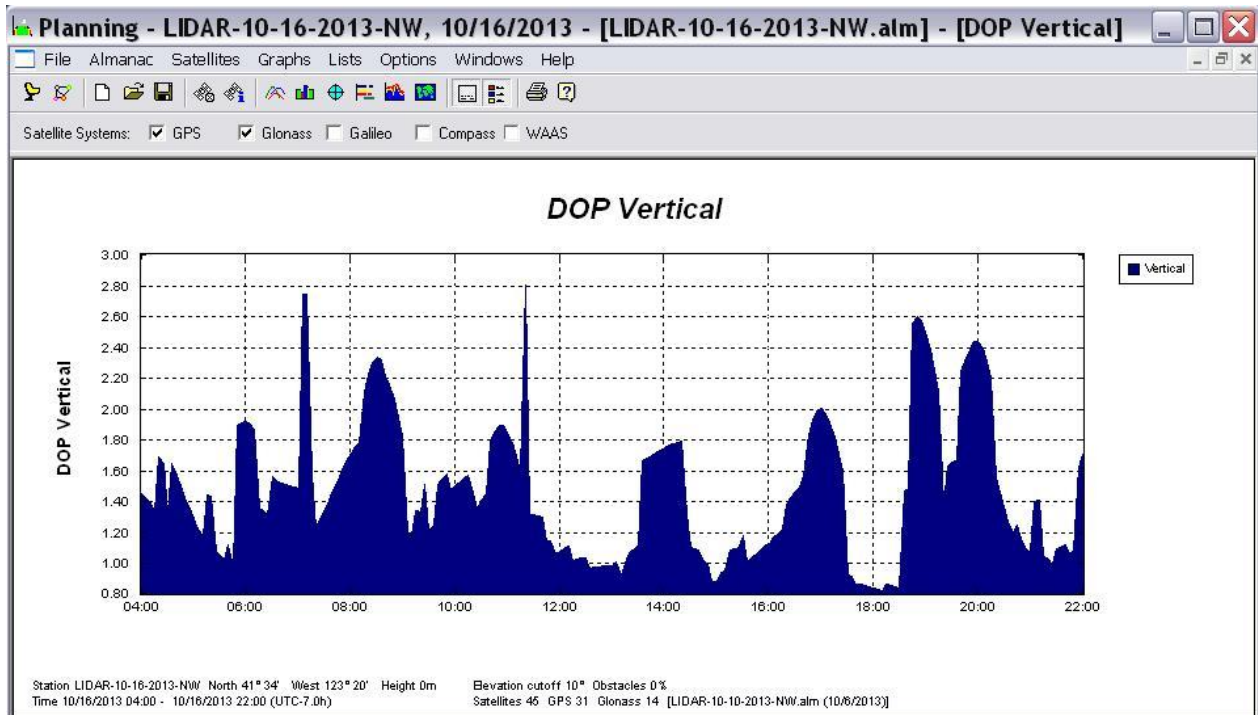 Planning - LIDAR-10-16-2013-NW, 10/16/2013 - [LIDAR-10-16-2013-NW.alm] - [DOP Vertical]
File Almanac Satellites Graphs Lists Options Windows Help
Satellite Systems: GPS Glonass Galileo Compass WAAS
DOP Vertical
Vertical
DOP Vertical
3.00
2.80
2.60
2.40
2.20
2.00
1.80
1.60
1.40
1.20
1.00
0.80
04:00 06:00 08:00 10:00 12:00 14:00 16:00 18:00 20:00 22:00
Station LIDAR-10-16-2013-NW North 41° 34' West 123° 20' Height 0m Elevation cutoff 10° Obstacles 0%
Time 10/16/2013 04:00 - 10/16/2013 22:00 (UTC-7.0h) Satellites 45 GPS 31 Glonass 14 [LIDAR-10-10-2013-NW.alm (10/6/2013)]